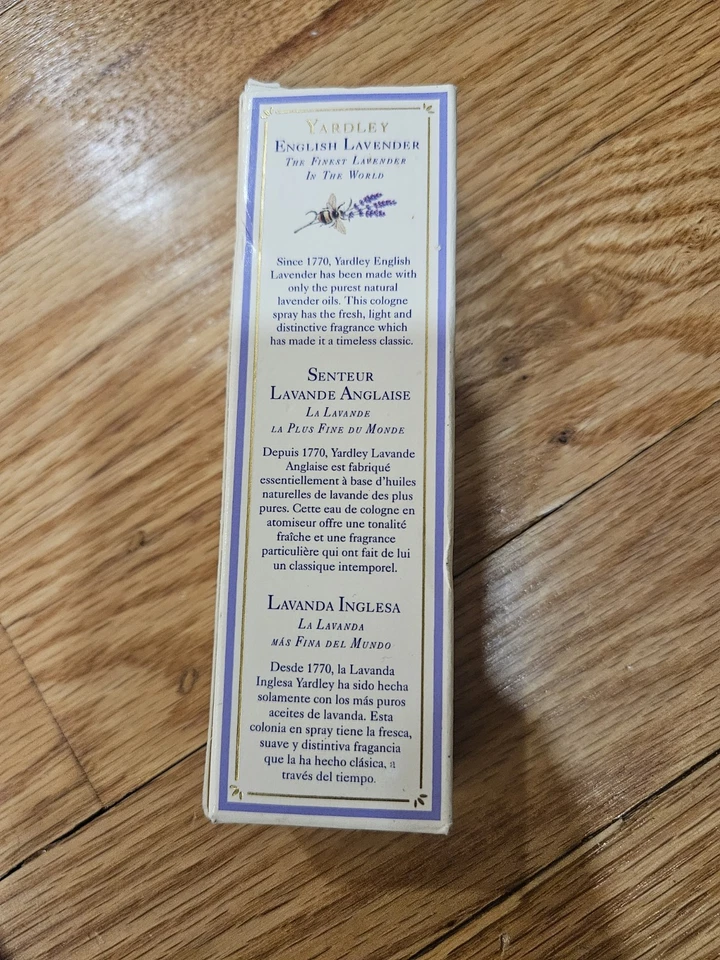 YARDLEY
ENGLISH LAVENDER
THE FINEST LAVENDER
IN THE WORLD
Since 1770, Yardley English
Lavender has been made with
only the purest natural
lavender oils. This cologne
spray has the fresh, light and
distinctive fragrance which
has made it a timeless classic.
SENTEUR
LAVANDE ANGLAISE
LA LAVANDE
LA PLUS FINE DU MONDE
Depuis 1770, Yardley Lavande
Anglaise est fabriqué
essentiellement à base d'huiles
naturelles de lavande des plus
pures. Cette eau de cologne en
atomiseur offre une tonalité
fraîche et une fragrance
particulière qui ont fait de lui
un classique intemporel.
LAVANDA INGLESA
LA LAVANDA
MÁS FINA DEL MUNDO
Desde 1770, la Lavanda
Inglesa Yardley ha sido hecha
solamente con los más puros
aceites de lavanda. Esta
colonia en spray tiene la fresca,
suave y distintiva fragancia
que la ha hecho clásica, a
través del tiempo.